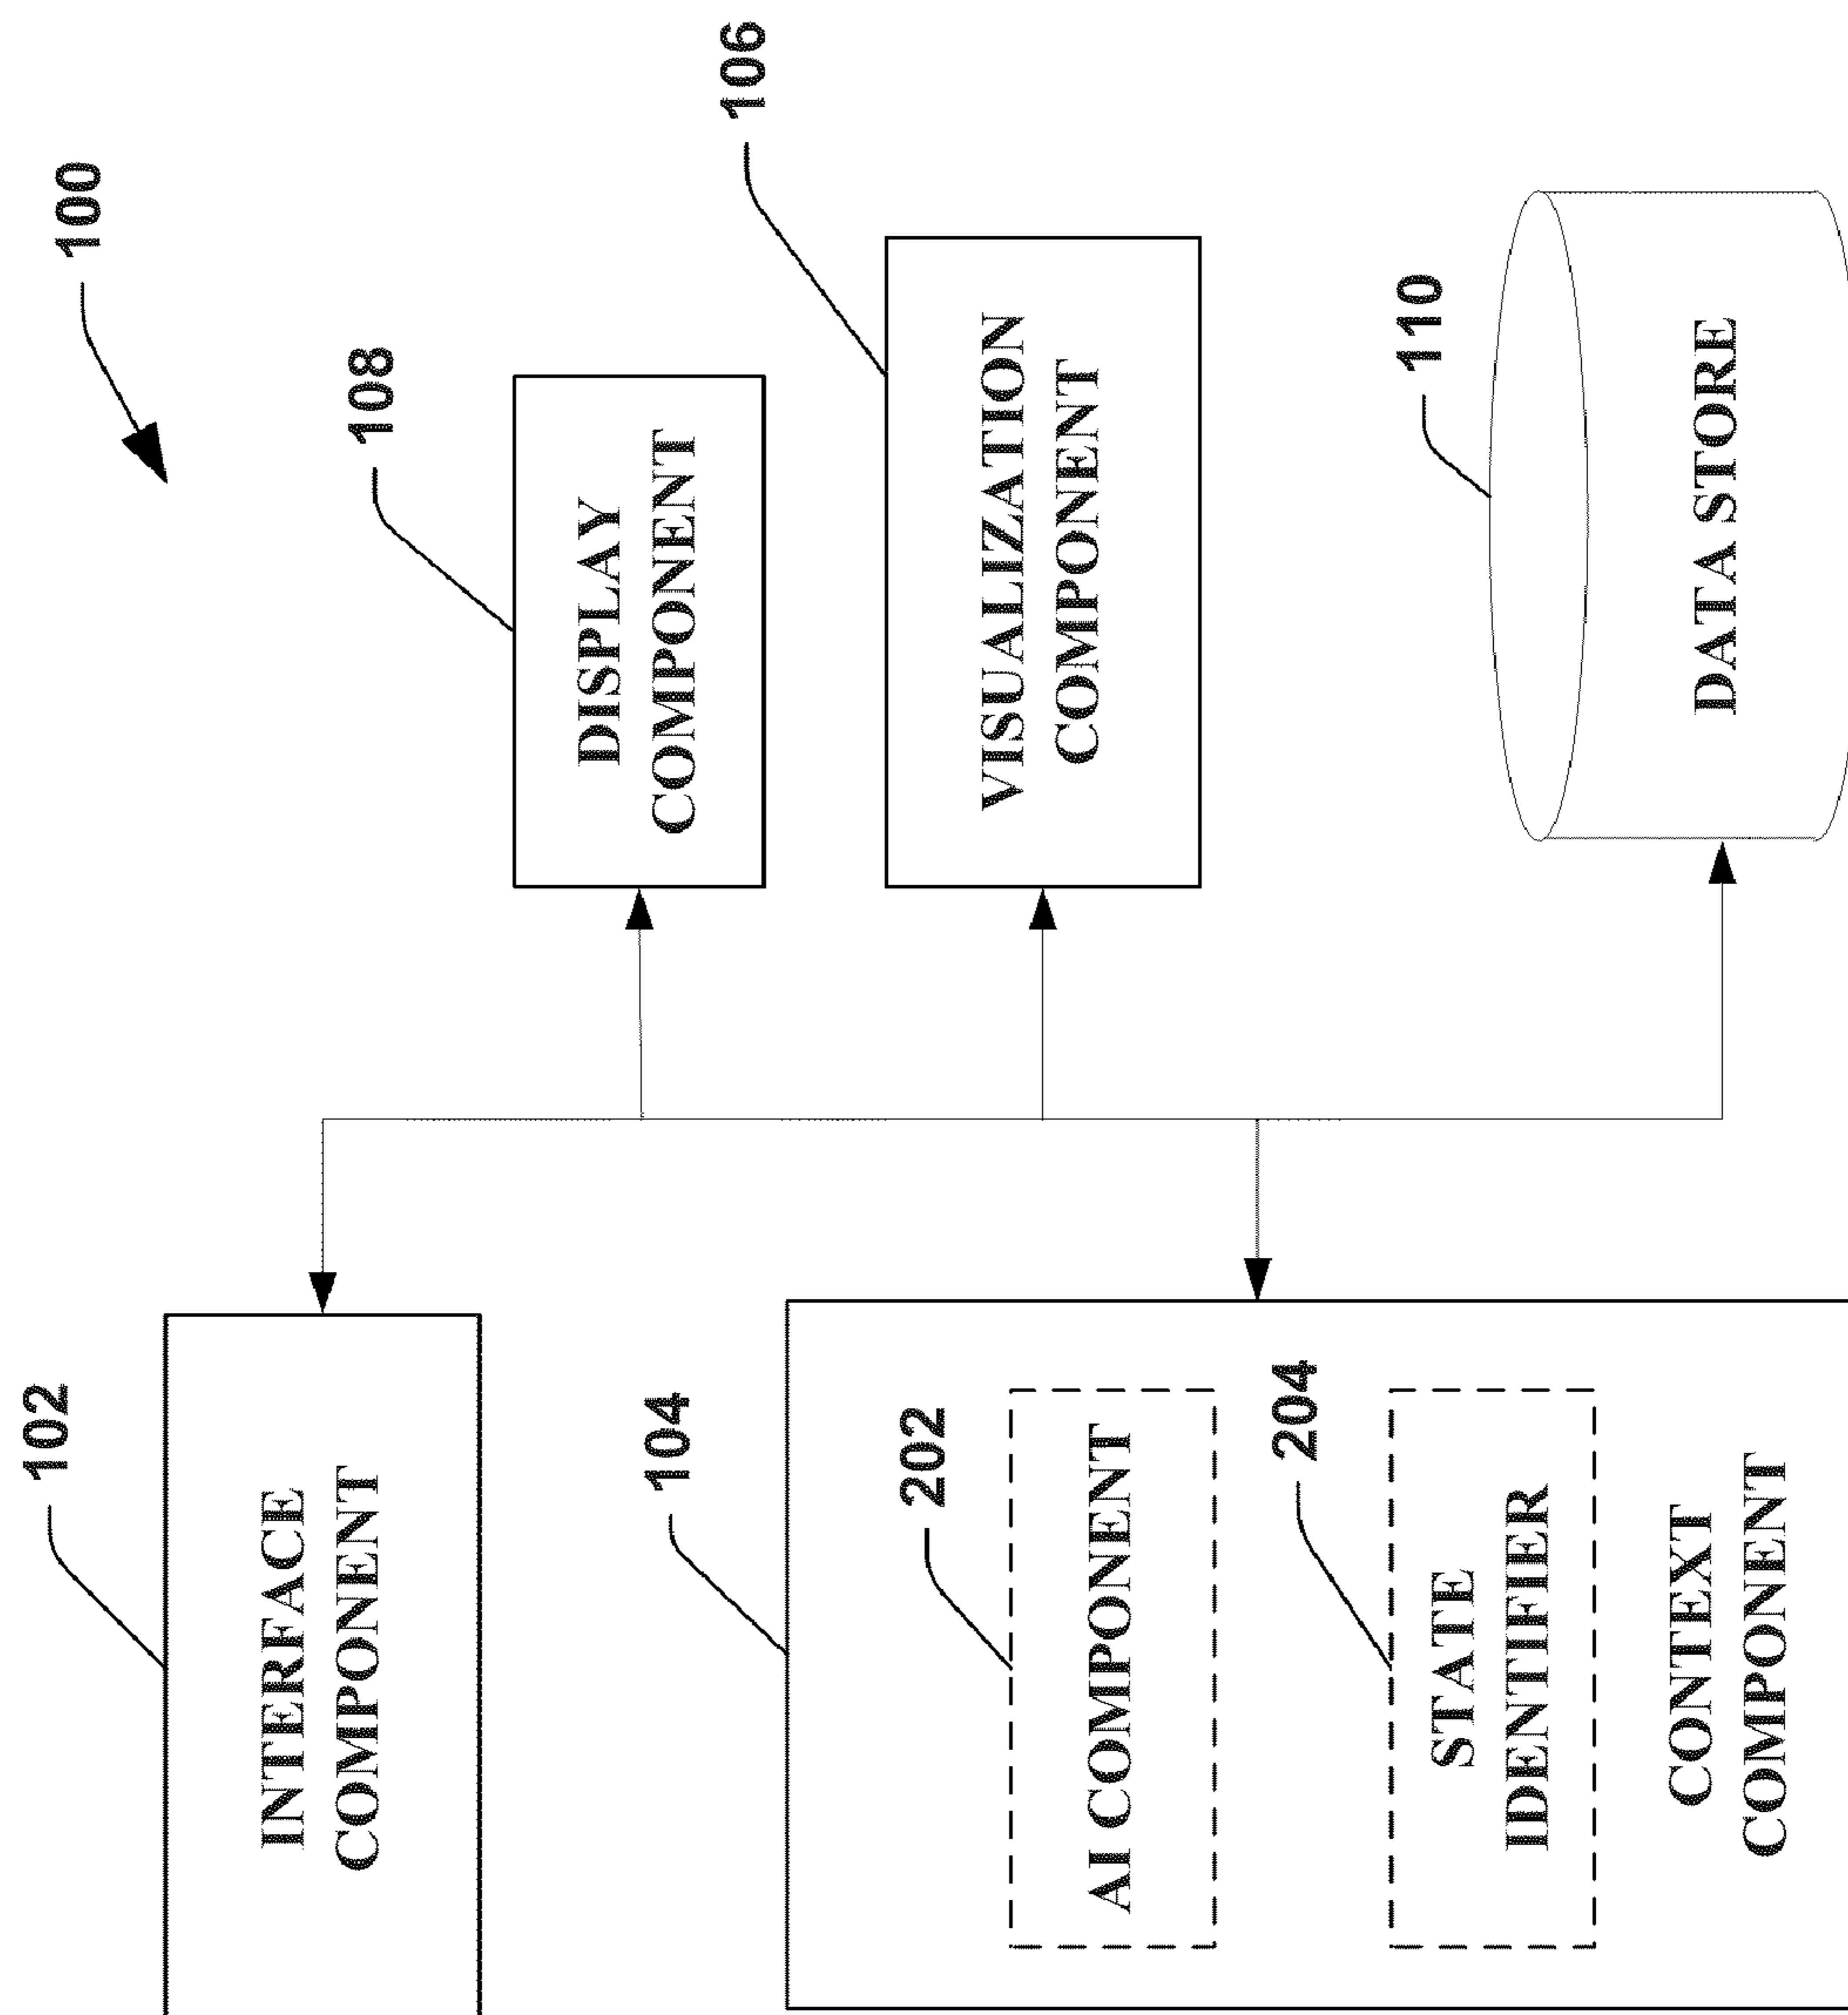 100
102
INTERFACE
COMPONENT
108
DISPLAY
COMPONENT
104
202
AI COMPONENT
204
STATE
IDENTIFIER
CONTEXT
COMPONENT
106
VISUALIZATION
COMPONENT
110
DATA STORE